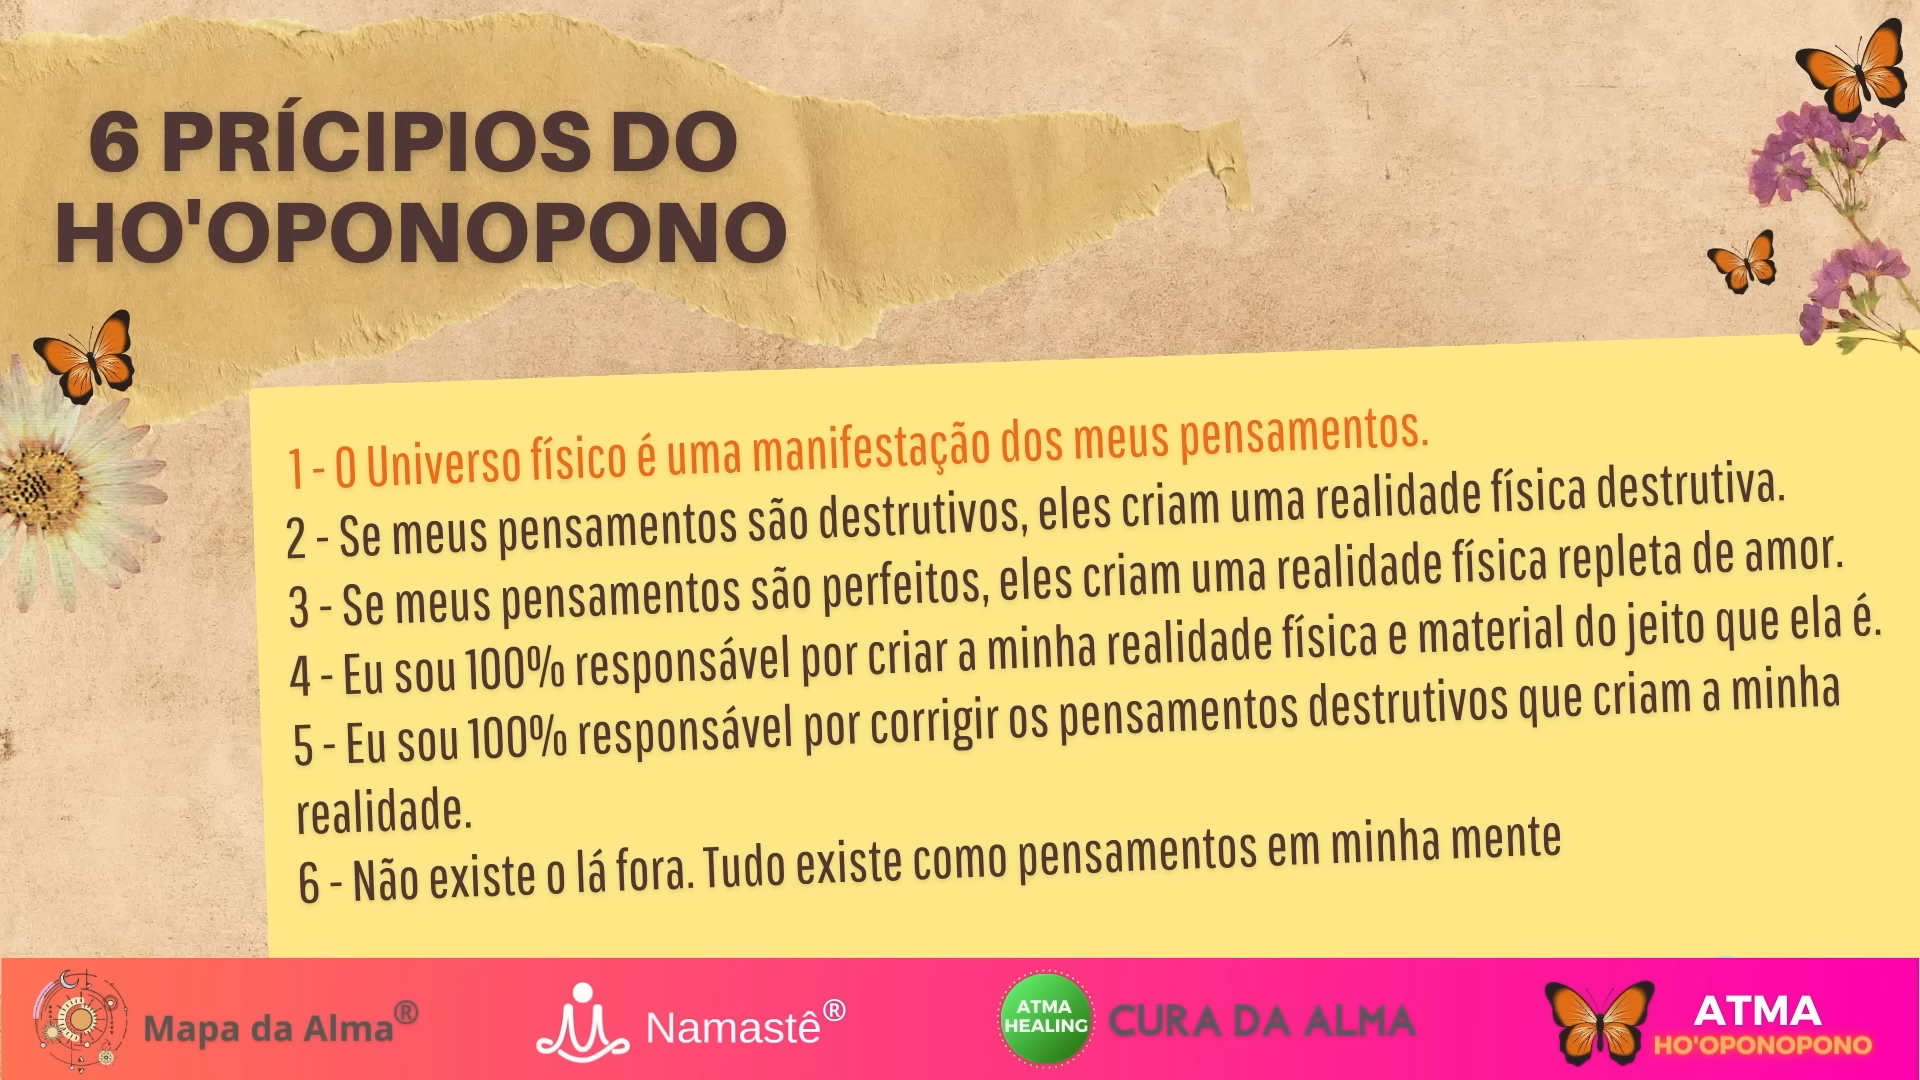 6 PRÍCIPIOS DO
HO'OPONOPONO
1 - O Universo físico é uma manifestação dos meus pensamentos.
2 - Se meus pensamentos são destrutivos, eles criam uma realidade física destrutiva.
3 - Se meus pensamentos são perfeitos, eles criam uma realidade física repleta de amor.
4 - Eu sou 100% responsável por criar a minha realidade física e material do jeito que ela é.
5 - Eu sou 100% responsável por corrigir os pensamentos destrutivos que criam a minha
realidade.
6 - Não existe o lá fora. Tudo existe como pensamentos em minha mente
Mapa da Alma®
Namastê®
ATMA
HEALING
CURA DA ALMA
ATMA
HO'OPONOPONO